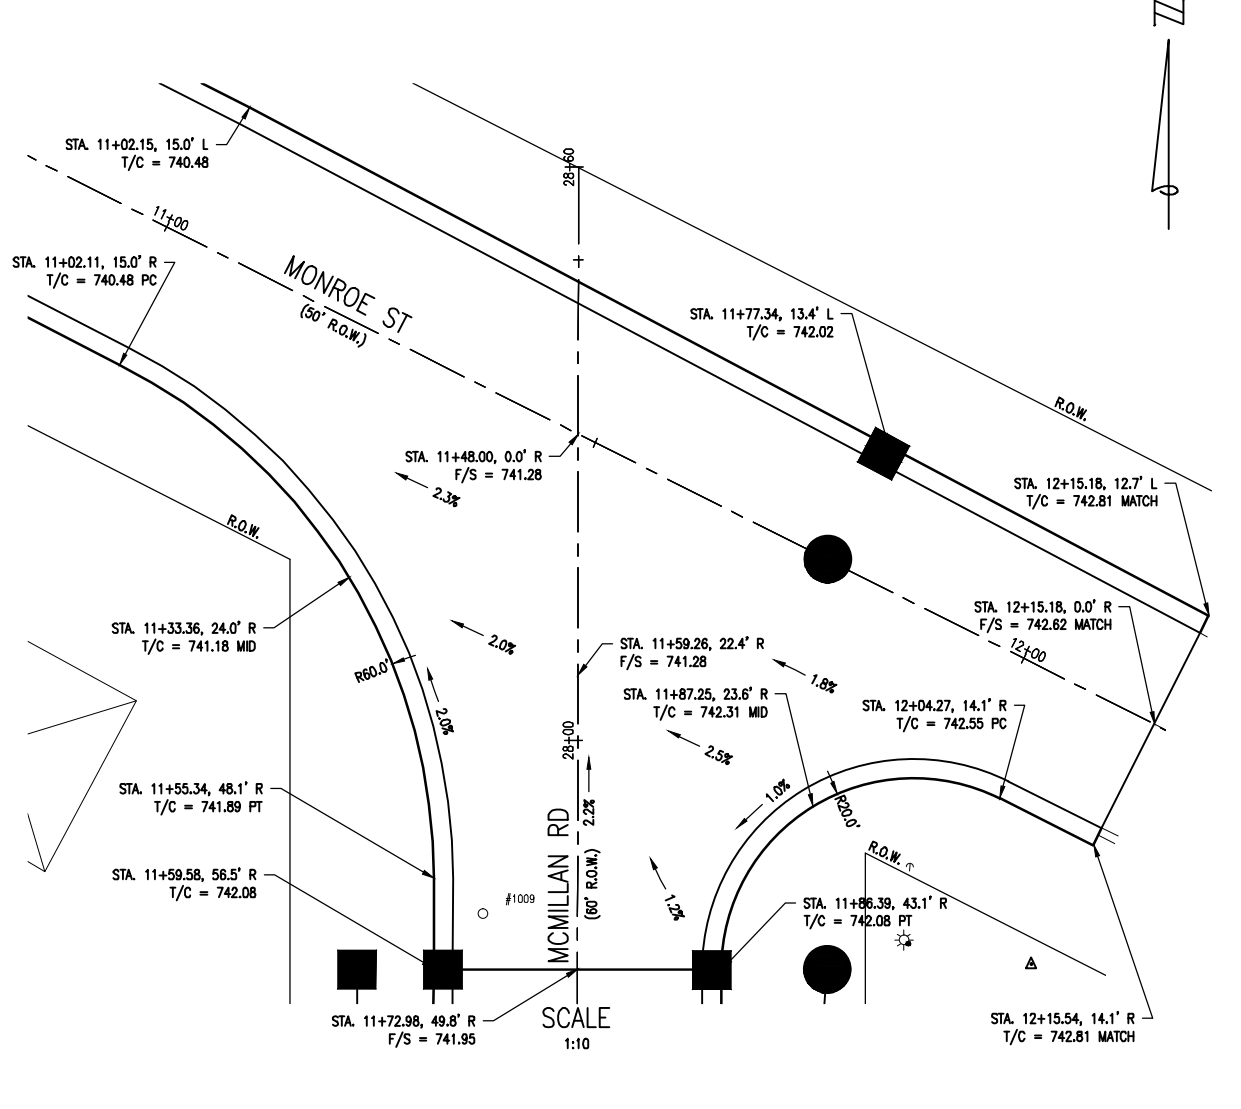 Z
28+60
STA. 11+02.15, 15.0' L
T/C = 740.48
11+00
STA. 11+02.11, 15.0' R
T/C = 740.48 PC
MONROE ST
(50' R.O.W.)
STA. 11+77.34, 13.4' L
T/C = 742.02
R.O.W.
STA. 11+48.00, 0.0' R
F/S = 741.28
2.3%
STA. 12+15.18, 12.7' L
T/C = 742.81 MATCH
R.O.W.
STA. 12+15.18, 0.0' R
F/S = 742.62 MATCH
STA. 11+33.36, 24.0' R
T/C = 741.18 MID
2.0%
STA. 11+59.26, 22.4' R
F/S = 741.28
12+00
R60.0'
1.8%
STA. 11+87.25, 23.6' R
T/C = 742.31 MID
STA. 12+04.27, 14.1' R
T/C = 742.55 PC
2.0%
28+00
2.5%
STA. 11+55.34, 48.1' R
T/C = 741.89 PT
1.0%
R20.0'
2.2%
MCMILLAN RD
(60' R.O.W.)
R.O.W.
STA. 11+59.58, 56.5' R
T/C = 742.08
#1009
1.2%
STA. 11+86.39, 43.1' R
T/C = 742.08 PT
STA. 11+72.98, 49.8' R
F/S = 741.95
SCALE
1:10
STA. 12+15.54, 14.1' R
T/C = 742.81 MATCH